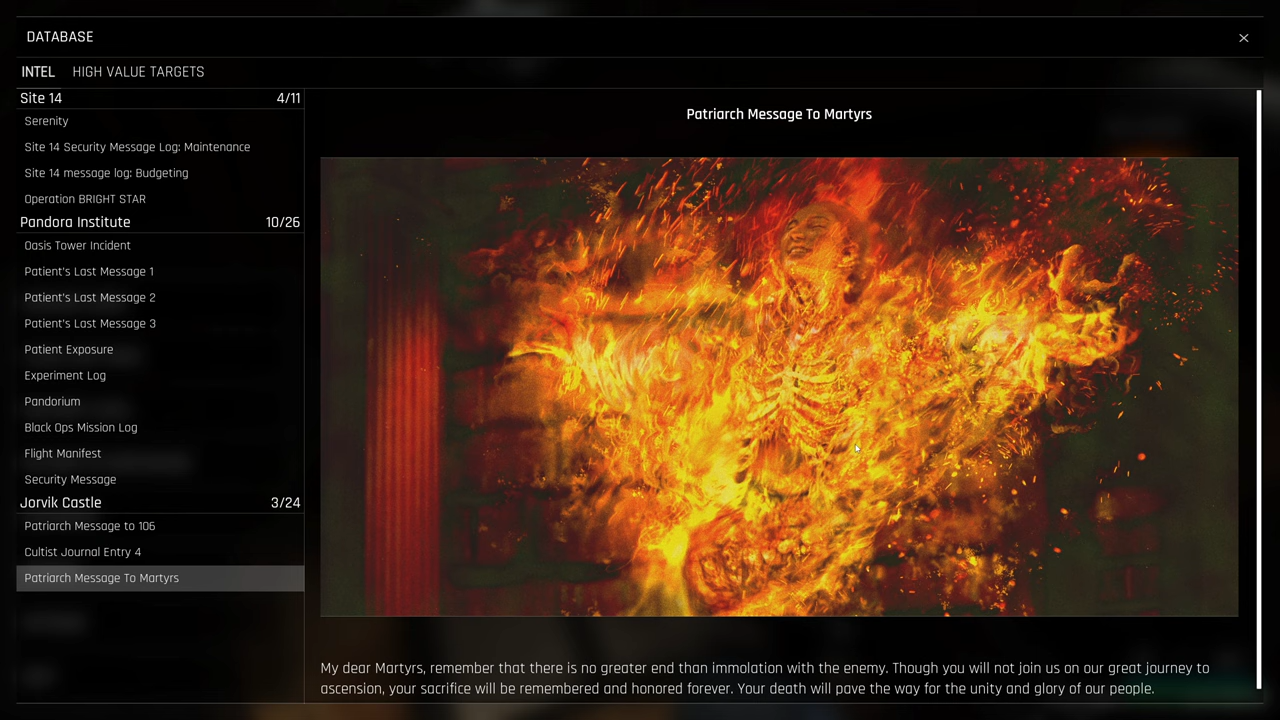 DATABASE
INTEL HIGH VALUE TARGETS
Site 14 4/11
Serenity
Site 14 Security Message Log: Maintenance
Site 14 message log: Budgeting
Operation BRIGHT STAR
Pandora Institute 10/26
Oasis Tower Incident
Patient's Last Message 1
Patient's Last Message 2
Patient's Last Message 3
Patient Exposure
Experiment Log
Pandorium
Black Ops Mission Log
Flight Manifest
Security Message
Jorvik Castle 3/24
Patriarch Message to 106
Cultist Journal Entry 4
Patriarch Message To Martyrs
Patriarch Message To Martyrs
My dear Martyrs, remember that there is no greater end than immolation with the enemy. Though you will not join us on our great journey to
ascension, your sacrifice will be remembered and honored forever. Your death will pave the way for the unity and glory of our people.